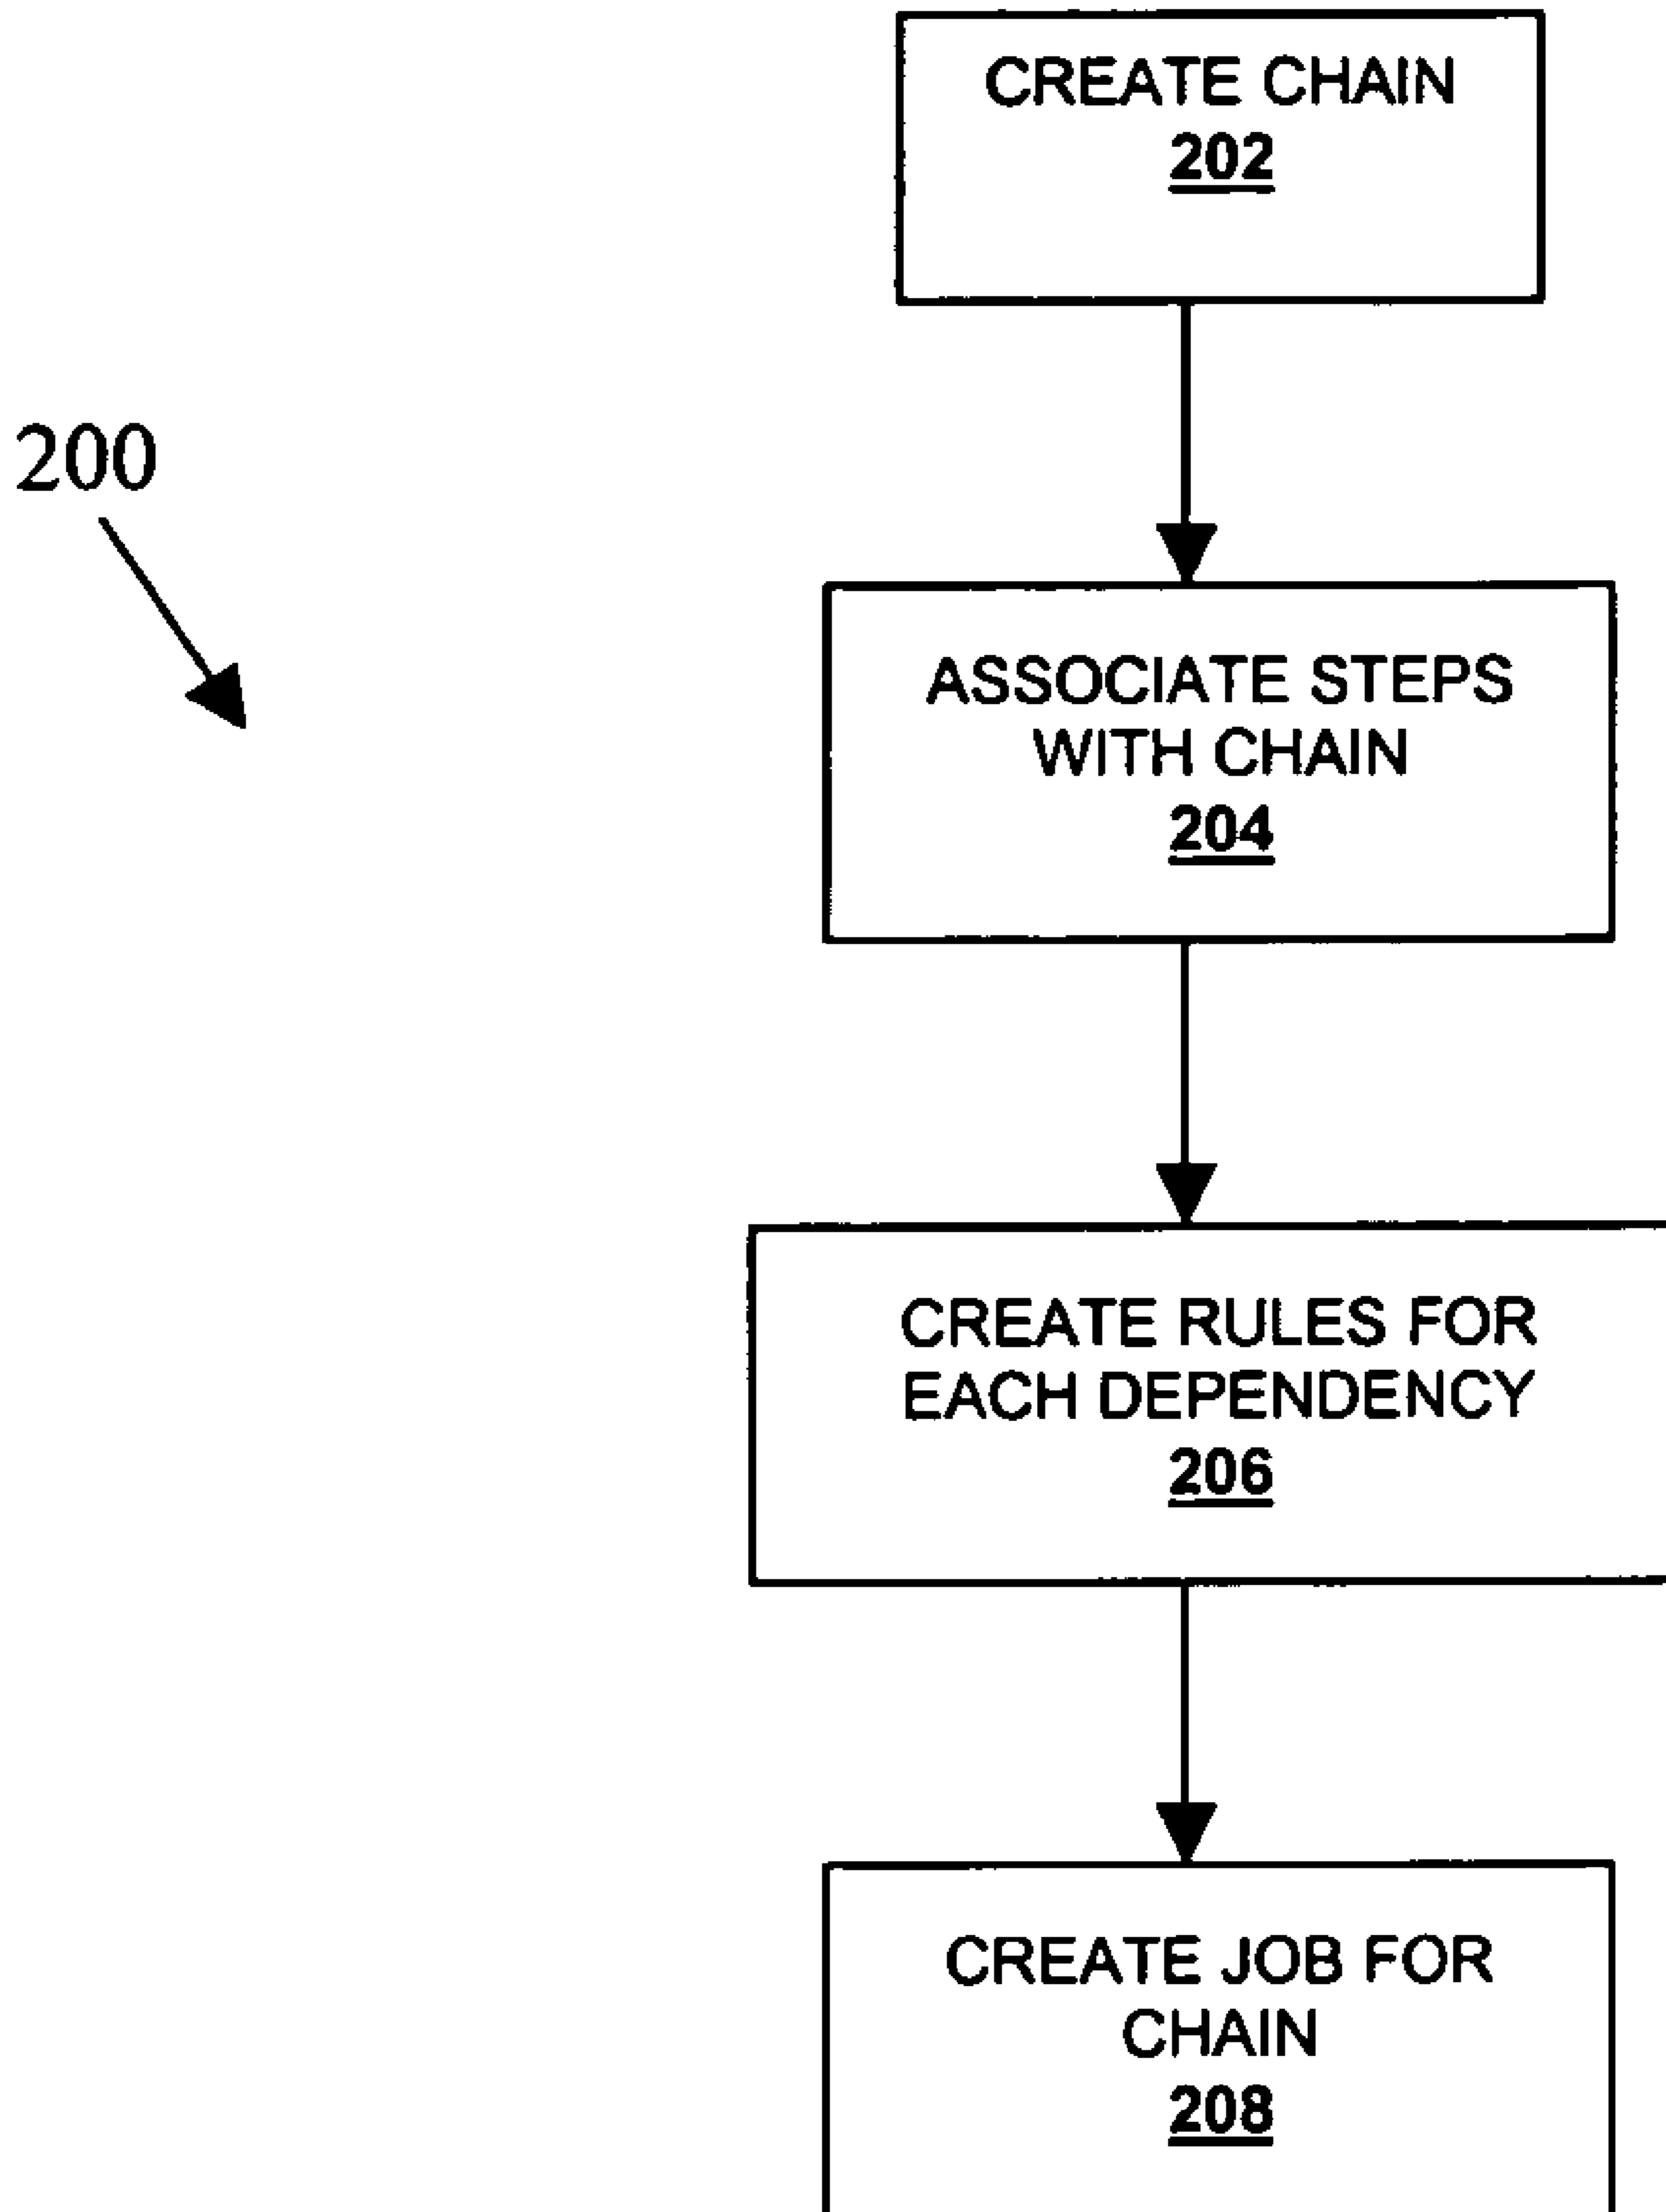 CREATE CHAIN
202
200
ASSOCIATE STEPS
WITH CHAIN
204
CREATE RULES FOR
EACH DEPENDENCY
206
CREATE JOB FOR
CHAIN
208